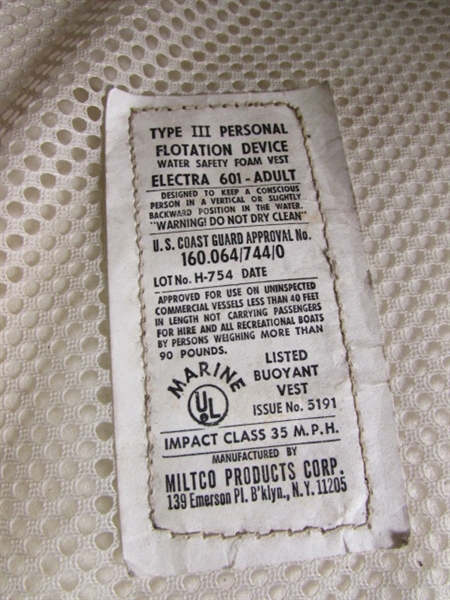 TYPE III PERSONAL
FLOTATION DEVICE
WATER SAFETY FOAM VEST
ELECTRA 601 - ADULT
DESIGNED TO KEEP A CONSCIOUS
PERSON IN A VERTICAL OR SLIGHTLY
BACKWARD POSITION IN THE WATER.
"WARNING! DO NOT DRY CLEAN"
U.S. COAST GUARD APPROVAL No.
160.064/744/0
LOT No. H-754 DATE
APPROVED FOR USE ON UNINSPECTED
COMMERCIAL VESSELS LESS THAN 40 FEET
IN LENGTH NOT CARRYING PASSENGERS
FOR HIRE AND ALL RECREATIONAL BOATS
BY PERSONS WEIGHING MORE THAN
90 POUNDS.
MARINE
UL
LISTED
BUOYANT
VEST
ISSUE No. 5191
IMPACT CLASS 35 M.P.H.
MANUFACTURED BY
MILTCO PRODUCTS CORP.
139 Emerson Pl. B'klyn., N.Y. 11205